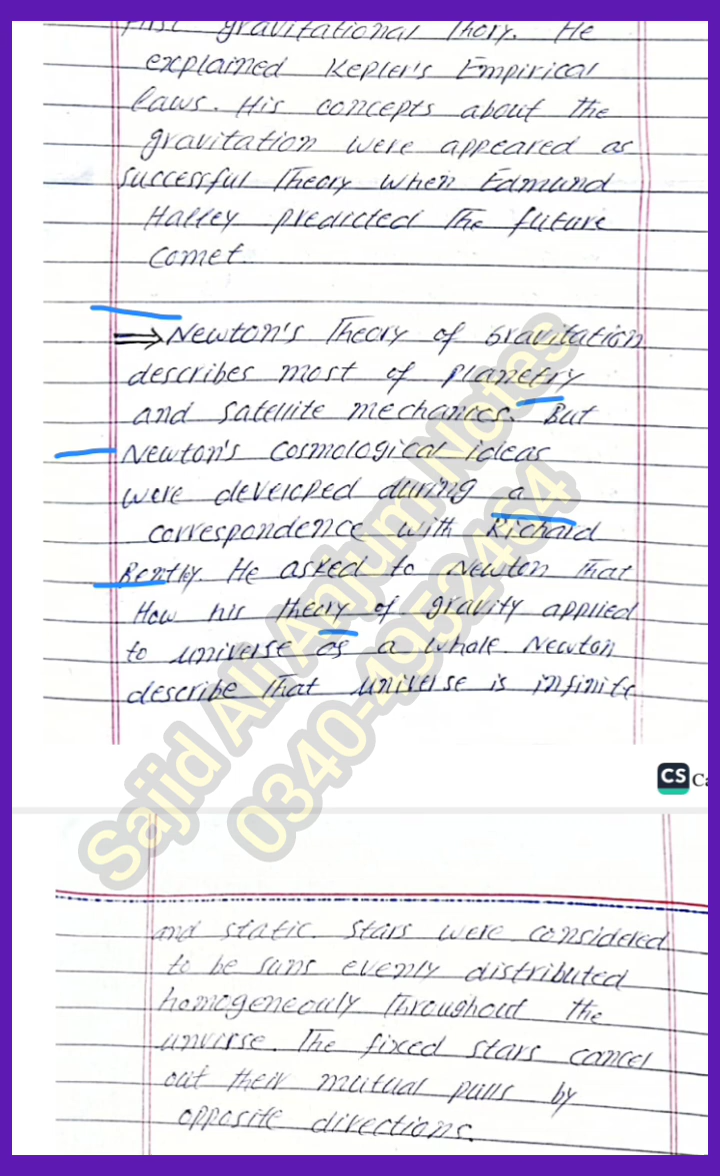 First gravitational Thory. He
explained Kepler's Empirical
laws. His concepts about the
gravitation were appeared as
successful Theory when Edmund
Halley predicted The future
Comet.
⇒ Newton's Theory of Gravitation
describes most of planetry
and satellite mechanics. But
Newton's Cosmological ideas
were developed during a
correspondence with Richard
Bentley. He asked to Newton That
How his theory of gravity applied
to universe as a whole. Newton
describe That universe is infinite
CS Ca
and static. Stars were considered
to be suns evenly distributed
homogeneouly Throughout the
unvirse. The fixed stars cancel
out their mutual pulls by
opposite directions.
Sajid Ali Anjum Notes
0340-4952464